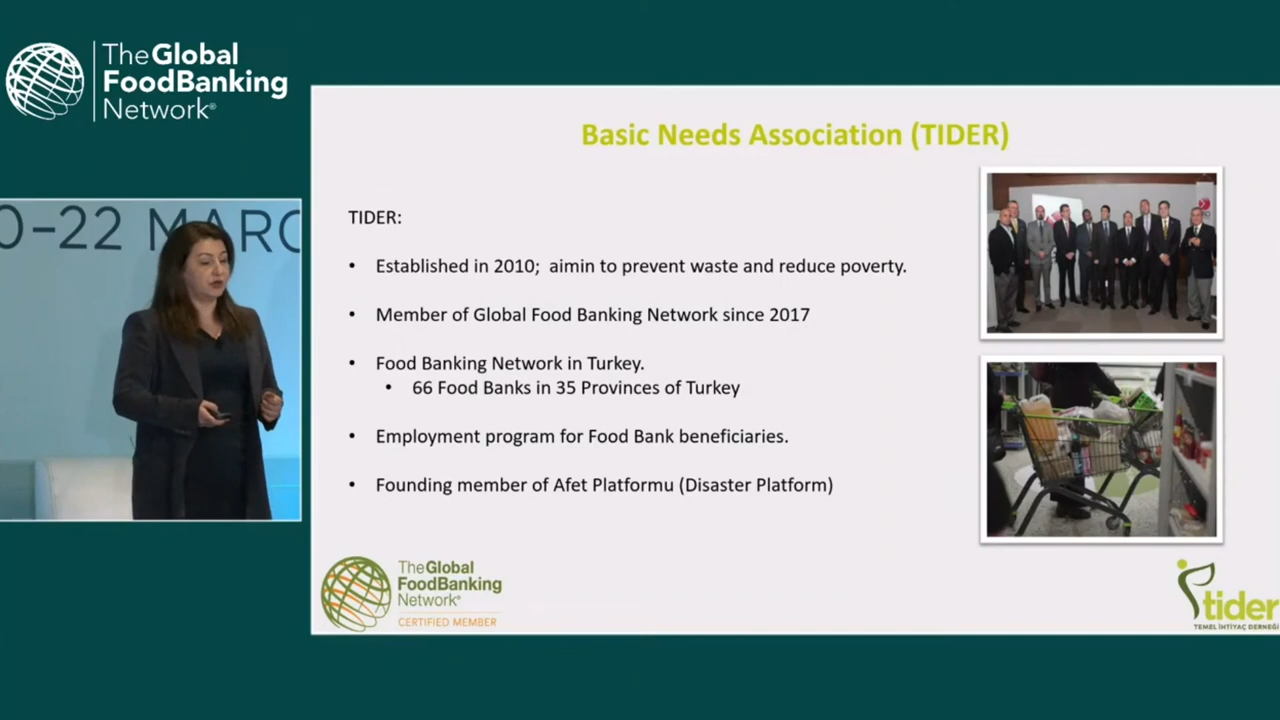 The Global
FoodBanking
Network®
0-22 MARC
Basic Needs Association (TIDER)
TIDER:
• Established in 2010; aimin to prevent waste and reduce poverty.
• Member of Global Food Banking Network since 2017
• Food Banking Network in Turkey.
• 66 Food Banks in 35 Provinces of Turkey
• Employment program for Food Bank beneficiaries.
• Founding member of Afet Platformu (Disaster Platform)
The Global
FoodBanking
Network®
CERTIFIED MEMBER
tider
TEMEL İHTİYAÇ DERNEĞİ